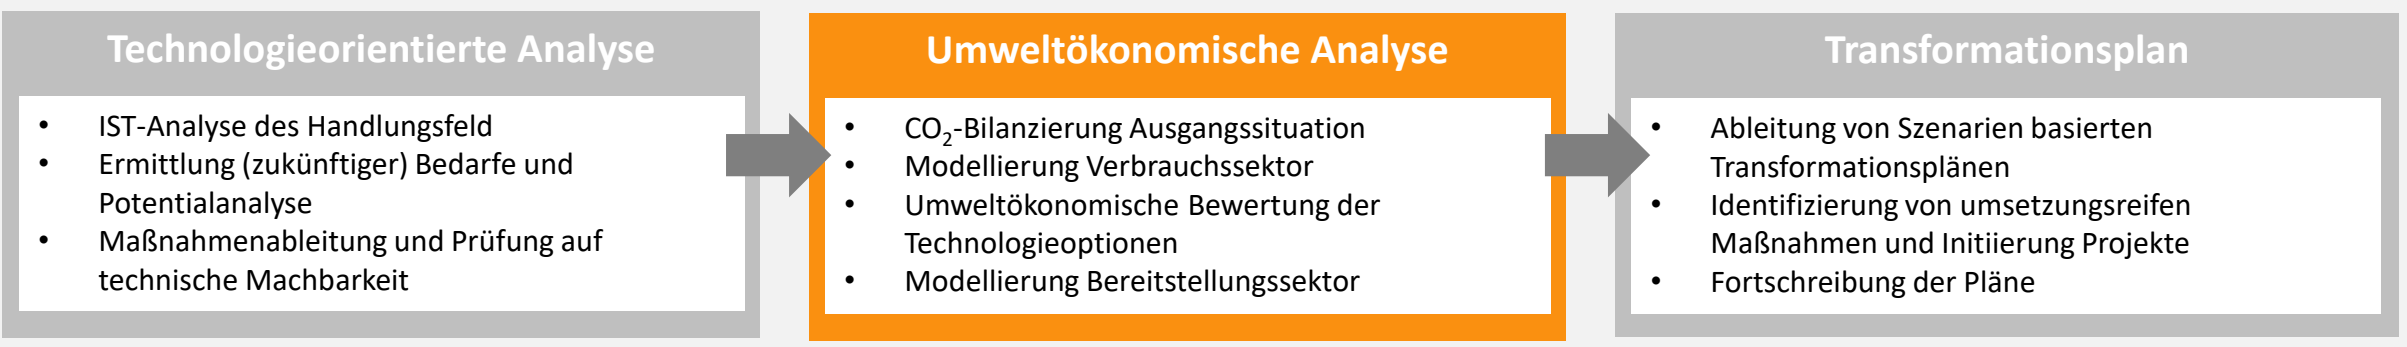 Technologieorientierte Analyse
• IST-Analyse des Handlungsfeld
• Ermittlung (zukünftiger) Bedarfe und
Potentialanalyse
• Maßnahmenableitung und Prüfung auf
technische Machbarkeit
Umweltökonomische Analyse
• CO₂-Bilanzierung Ausgangssituation
• Modellierung Verbrauchssektor
• Umweltökonomische Bewertung der
Technologieoptionen
• Modellierung Bereitstellungssektor
Transformationsplan
• Ableitung von Szenarien basierten
Transformationsplänen
• Identifizierung von umsetzungsreifen
Maßnahmen und Initiierung Projekte
• Fortschreibung der Pläne